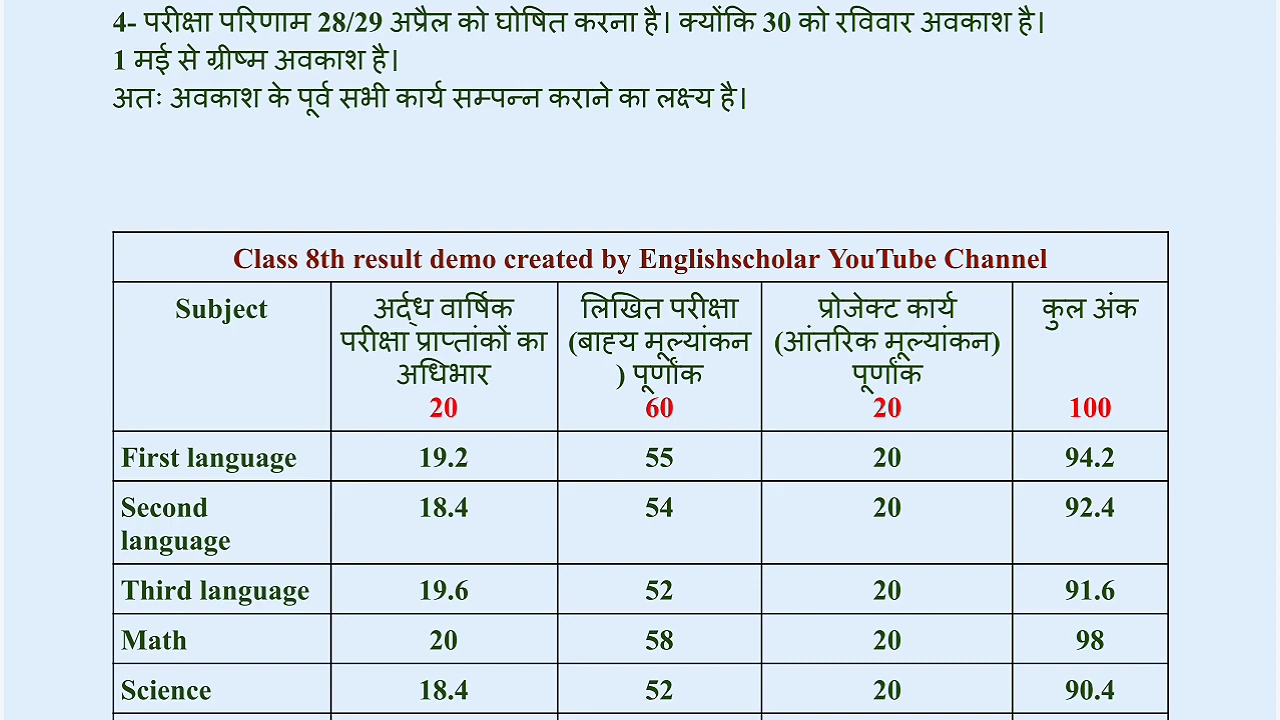 4- परीक्षा परिणाम 28/29 अप्रैल को घोषित करना है। क्योंकि 30 को रविवार अवकाश है।
1 मई से ग्रीष्म अवकाश है।
अतः अवकाश के पूर्व सभी कार्य सम्पन्न कराने का लक्ष्य है।
Class 8th result demo created by Englishscholar YouTube Channel
Subject
अर्द्ध वार्षिक
परीक्षा प्राप्तांकों का
अधिभार
20
लिखित परीक्षा
(बाह्य मूल्यांकन
) पूर्णांक
60
प्रोजेक्ट कार्य
(आंतरिक मूल्यांकन)
पूर्णांक
20
कुल अंक
100
First language 19.2 55 20 94.2
Second 18.4 54 20 92.4
language
Third language 19.6 52 20 91.6
Math 20 58 20 98
Science 18.4 52 20 90.4